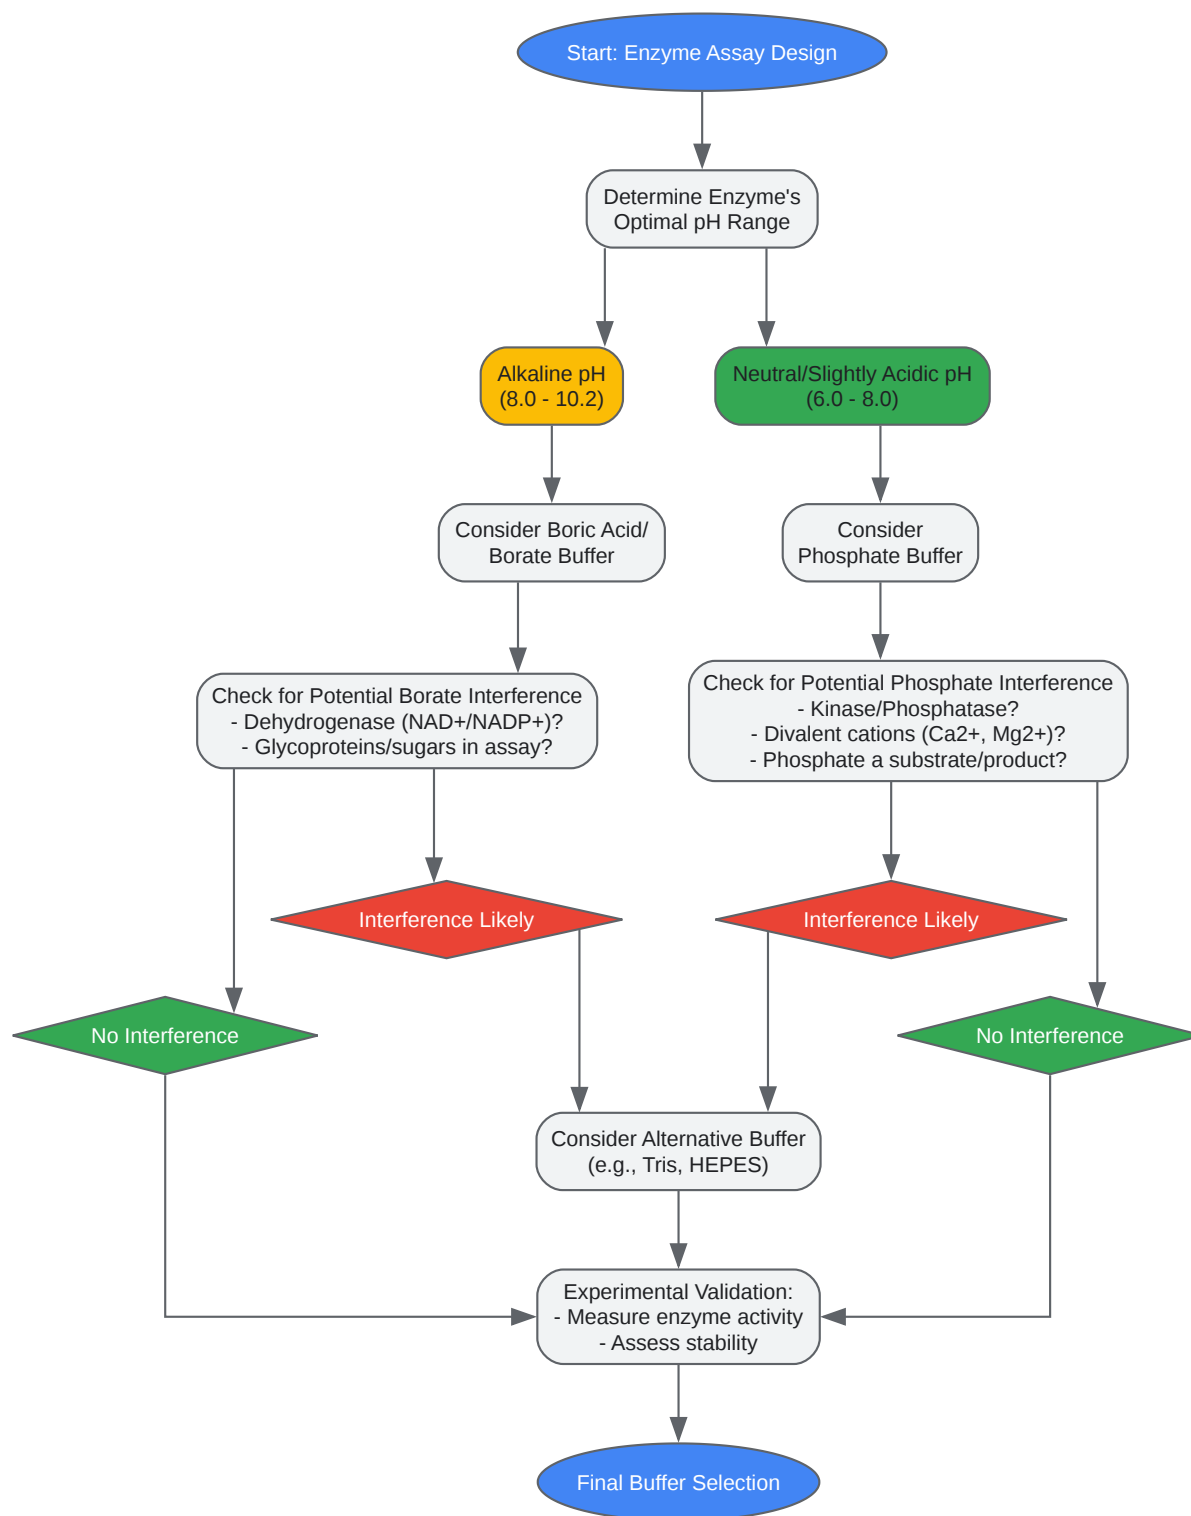 Start: Enzyme Assay Design
Determine Enzyme's
Optimal pH Range
Alkaline pH
(8.0 - 10.2)
Neutral/Slightly Acidic pH
(6.0 - 8.0)
Consider Boric Acid/
Borate Buffer
Consider
Phosphate Buffer
Check for Potential Borate Interference
- Dehydrogenase (NAD+/NADP+)?
- Glycoproteins/sugars in assay?
Check for Potential Phosphate Interference
- Kinase/Phosphatase?
- Divalent cations (Ca2+, Mg2+)?
- Phosphate a substrate/product?
Interference Likely
Interference Likely
No Interference
No Interference
Consider Alternative Buffer
(e.g., Tris, HEPES)
Experimental Validation:
- Measure enzyme activity
- Assess stability
Final Buffer Selection